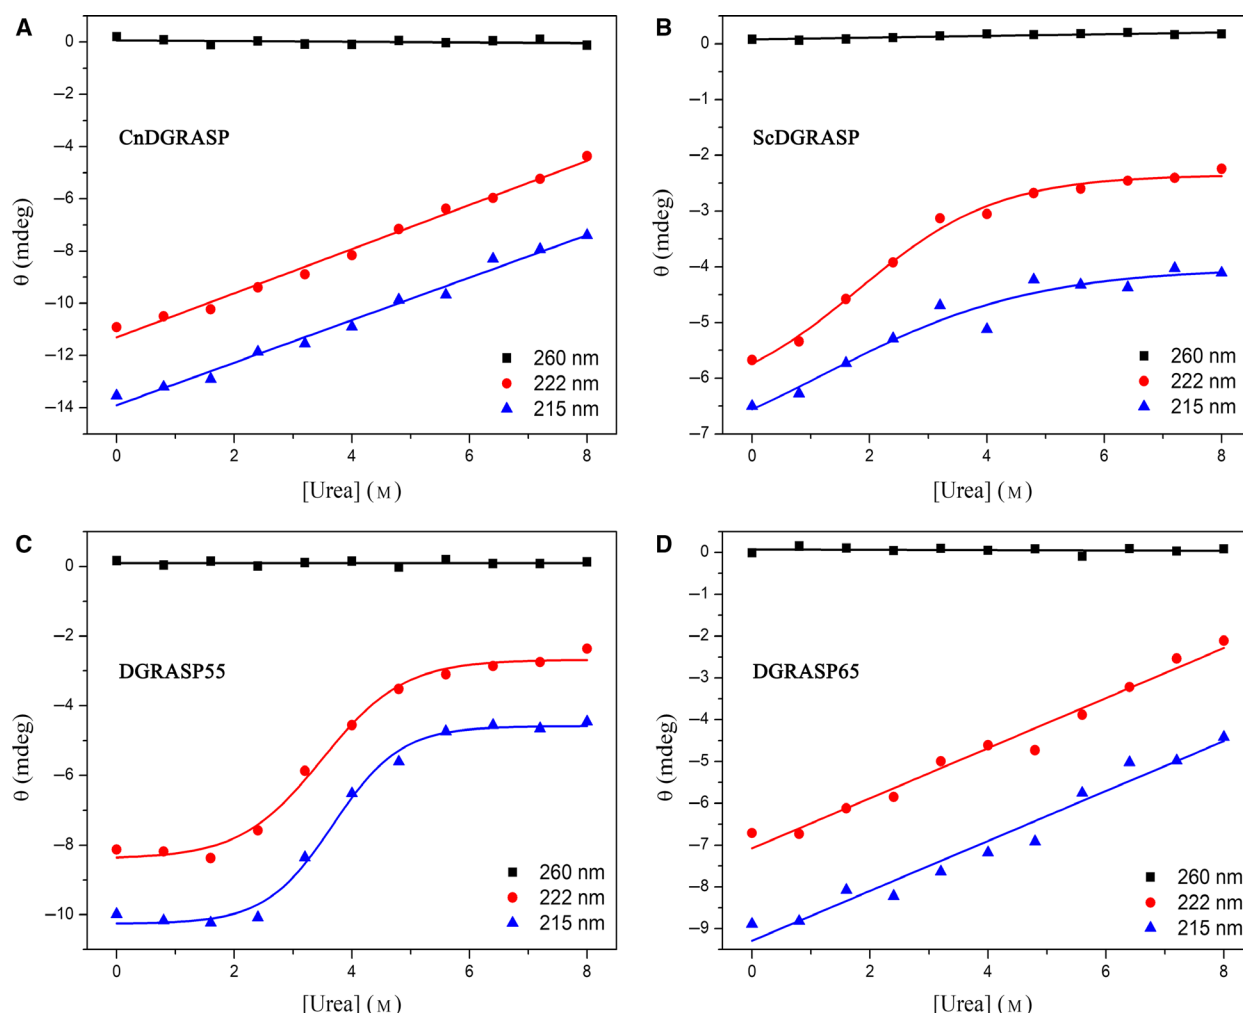 A
0
−2
−4
−6
−8
−10
−12
−14
θ (mdeg)
CnDGRASP
260 nm
222 nm
215 nm
0 2 4 6 8
[Urea] (M)
B
0
−1
−2
−3
−4
−5
−6
−7
θ (mdeg)
ScDGRASP
260 nm
222 nm
215 nm
0 2 4 6 8
[Urea] (M)
C
0
−2
−4
−6
−8
−10
θ (mdeg)
DGRASP55
260 nm
222 nm
215 nm
0 2 4 6 8
[Urea] (M)
D
0
−1
−2
−3
−4
−5
−6
−7
−8
−9
θ (mdeg)
DGRASP65
260 nm
222 nm
215 nm
0 2 4 6 8
[Urea] (M)